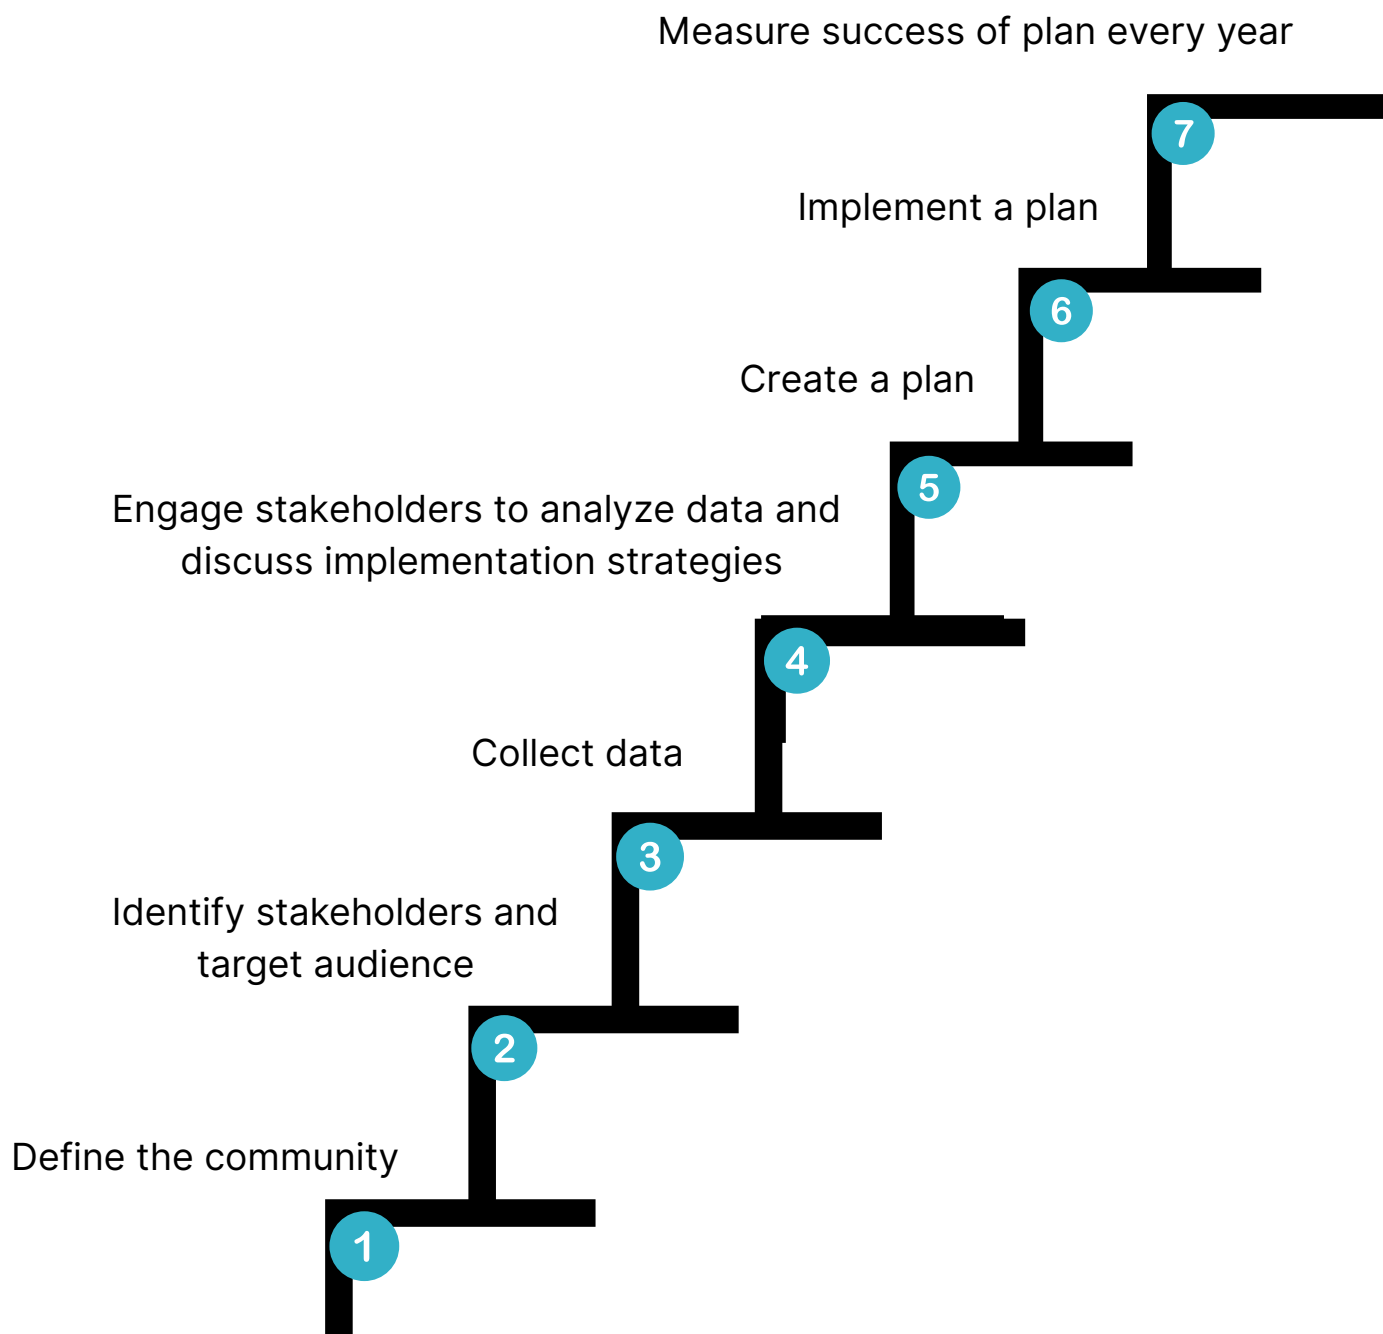 Measure success of plan every year
7
Implement a plan
6
Create a plan
5
Engage stakeholders to analyze data and
discuss implementation strategies
4
Collect data
3
Identify stakeholders and
target audience
2
Define the community
1